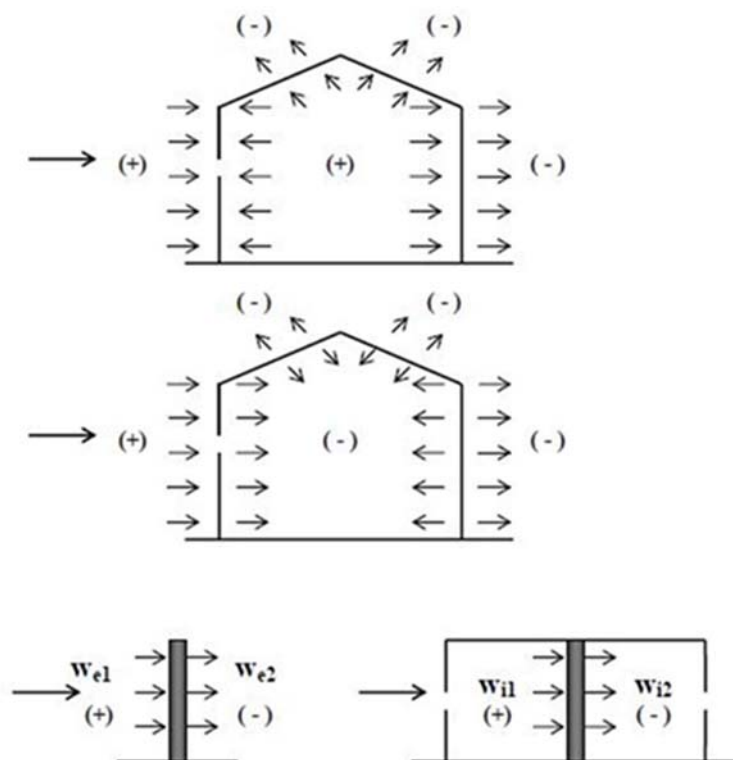 (-) (-)
(+) (+) (-)
(-) (-)
(+) (-) (-)
We1 We2 Wi1 Wi2
(+) (-) (+) (-)